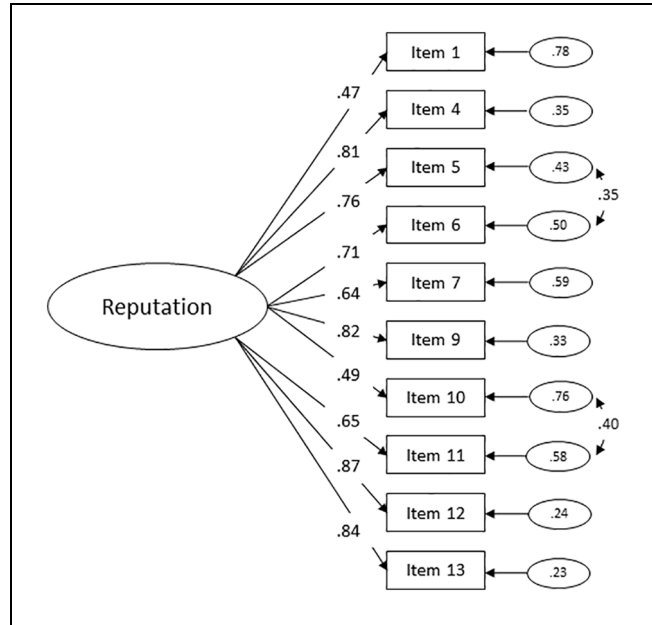 Item 1
.78
.47
Item 4
.35
.81
Item 5
.43
.76
.35
Item 6
.50
.71
Item 7
.59
.64
Reputation
.82
Item 9
.33
.49
Item 10
.76
.40
.65
Item 11
.58
.87
Item 12
.24
.84
Item 13
.23